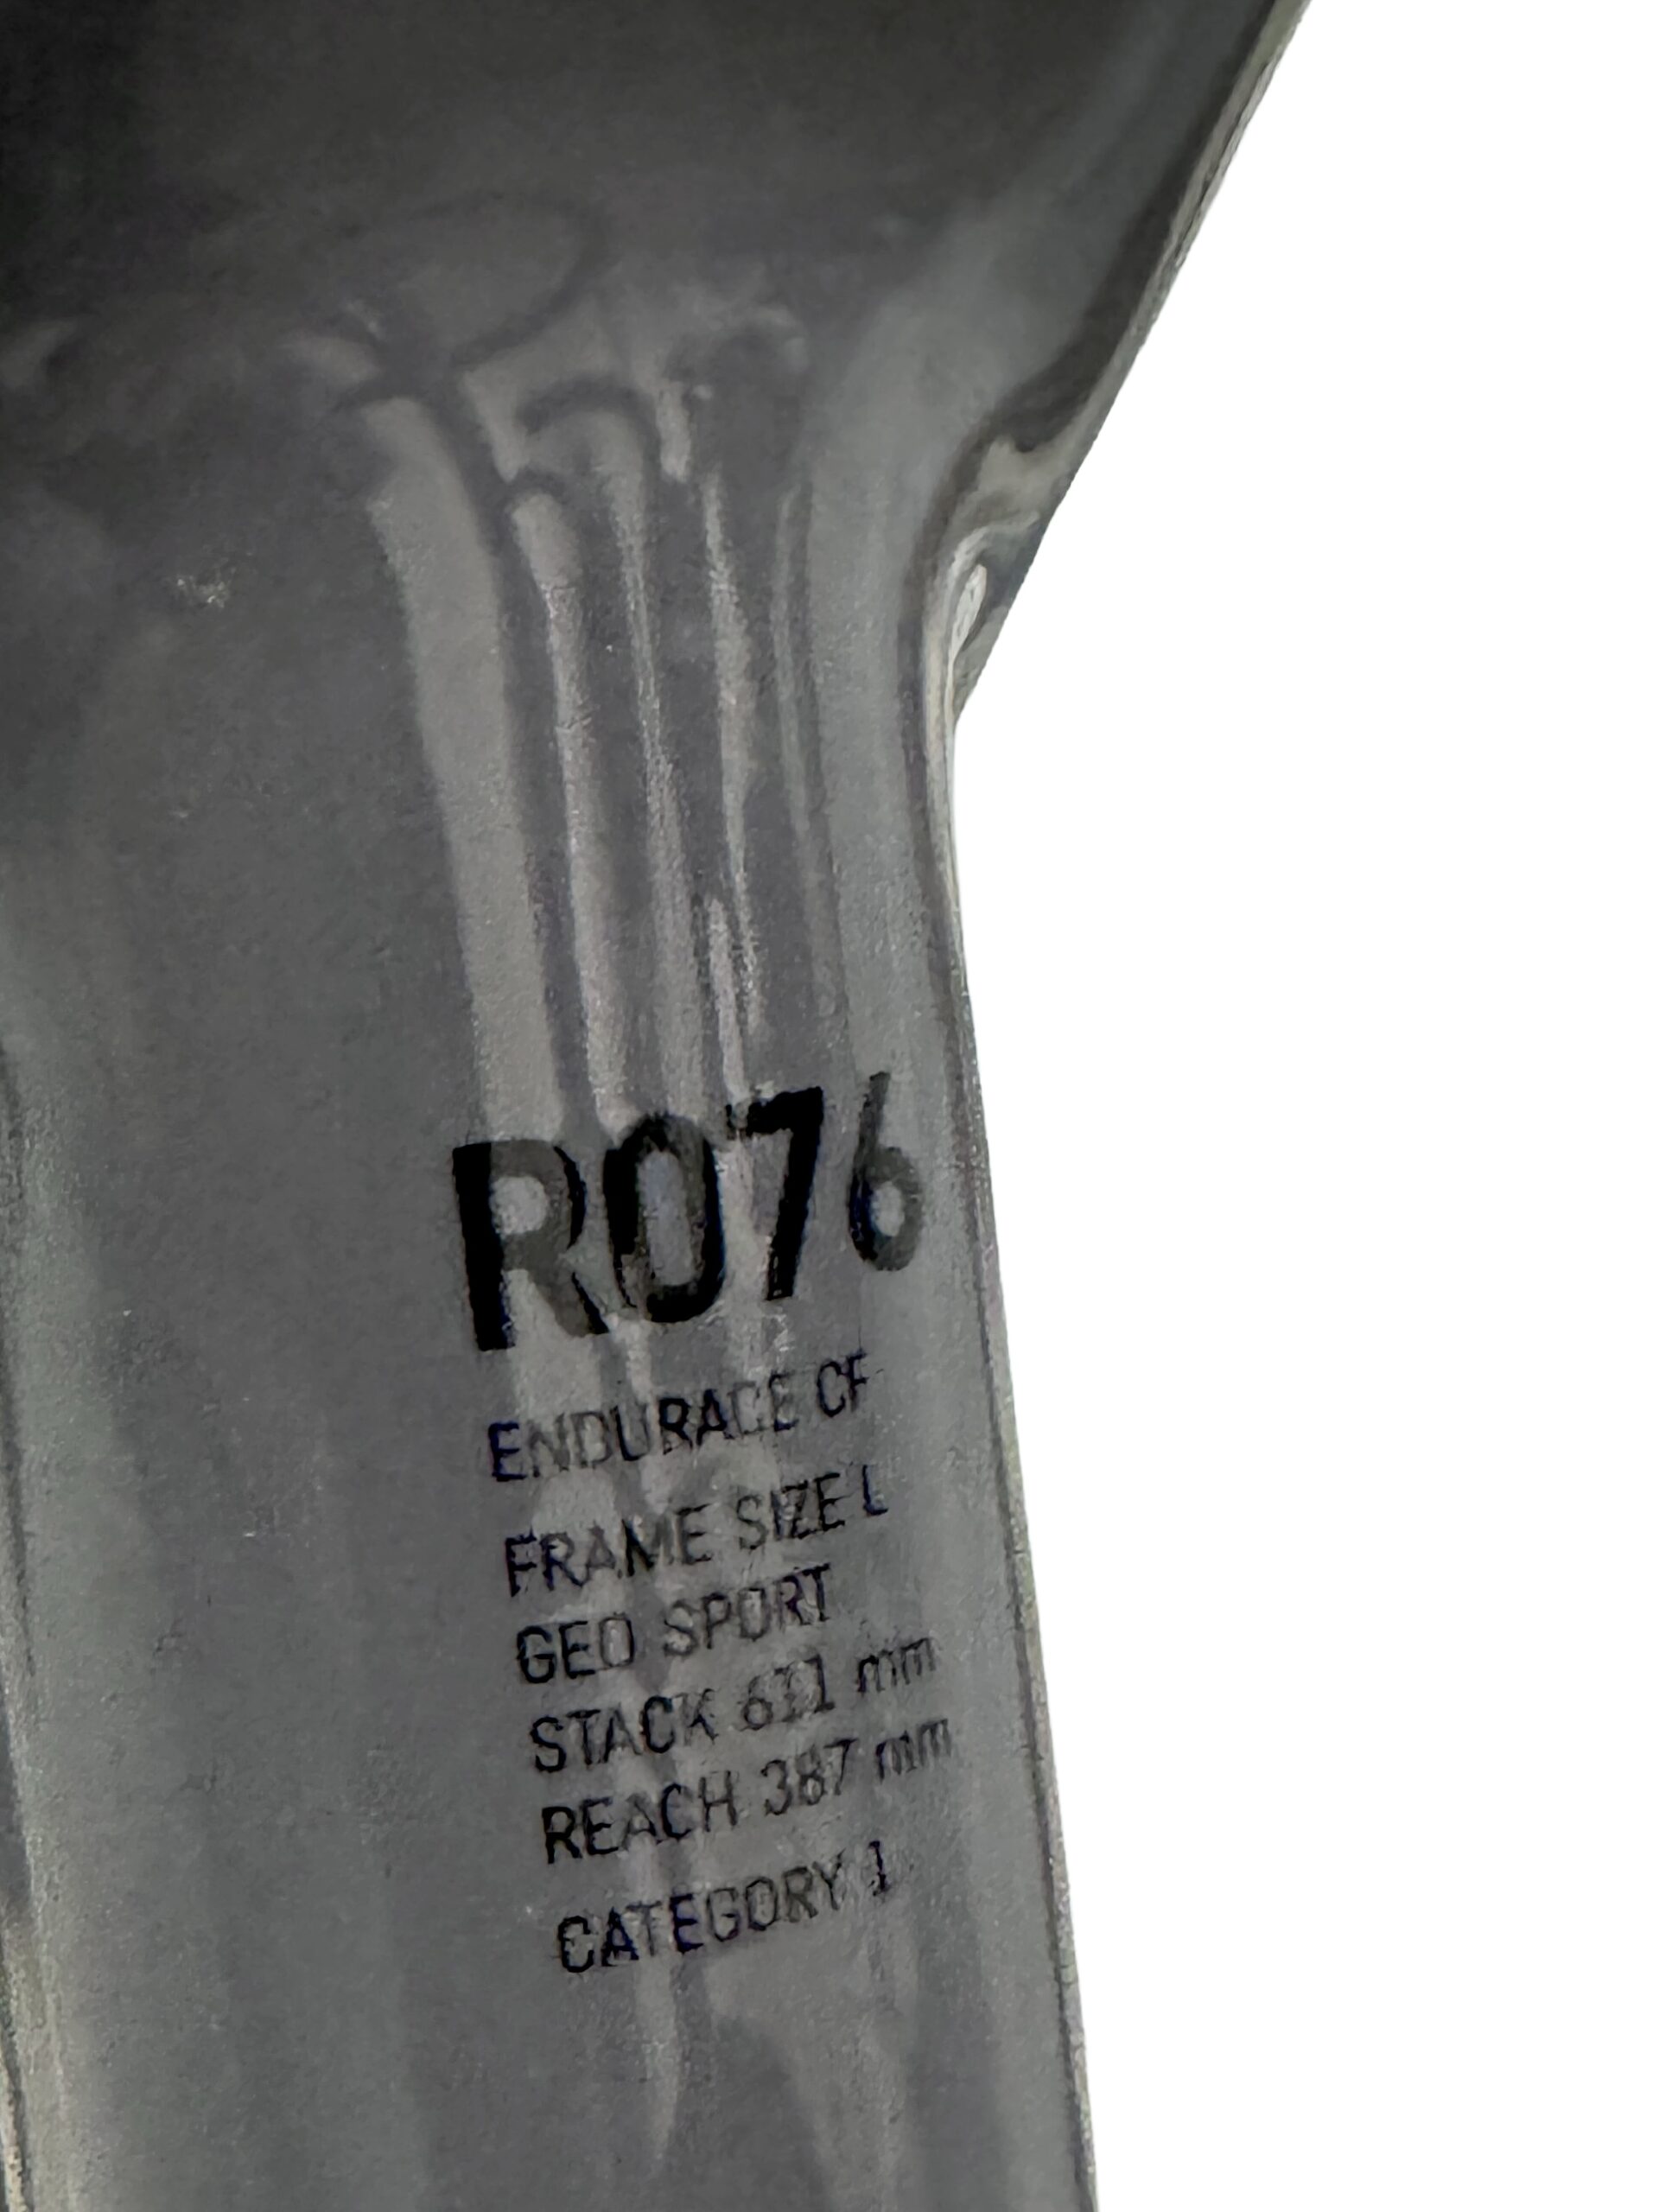 R076
ENDURACE CF
FRAME SIZE L
GEO SPORT
STACK 611 mm
REACH 387 mm
CATEGORY 1